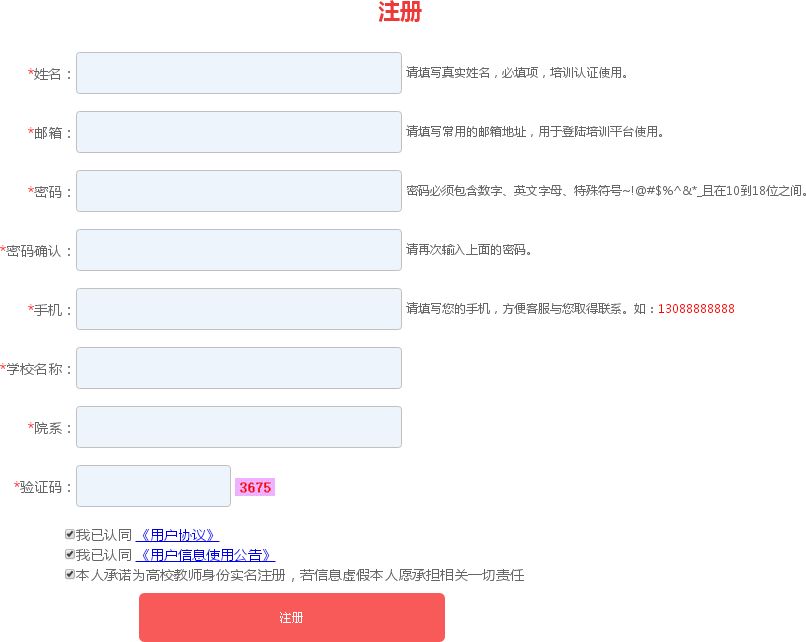 注册
*姓名： 请填写真实姓名，必填项，培训认证使用。
*邮箱： 请填写常用的邮箱地址，用于登陆培训平台使用。
*密码： 密码必须包含数字、英文字母、特殊符号~!@#$%^&*_且在10到18位之间。
*密码确认： 请再次输入上面的密码。
*手机： 请填写您的手机，方便客服与您取得联系。如：13088888888
*学校名称：
*院系：
*验证码： 3675
我已认同 《用户协议》
我已认同 《用户信息使用公告》
本人承诺为高校教师身份实名注册，若信息虚假本人愿承担相关一切责任
注册